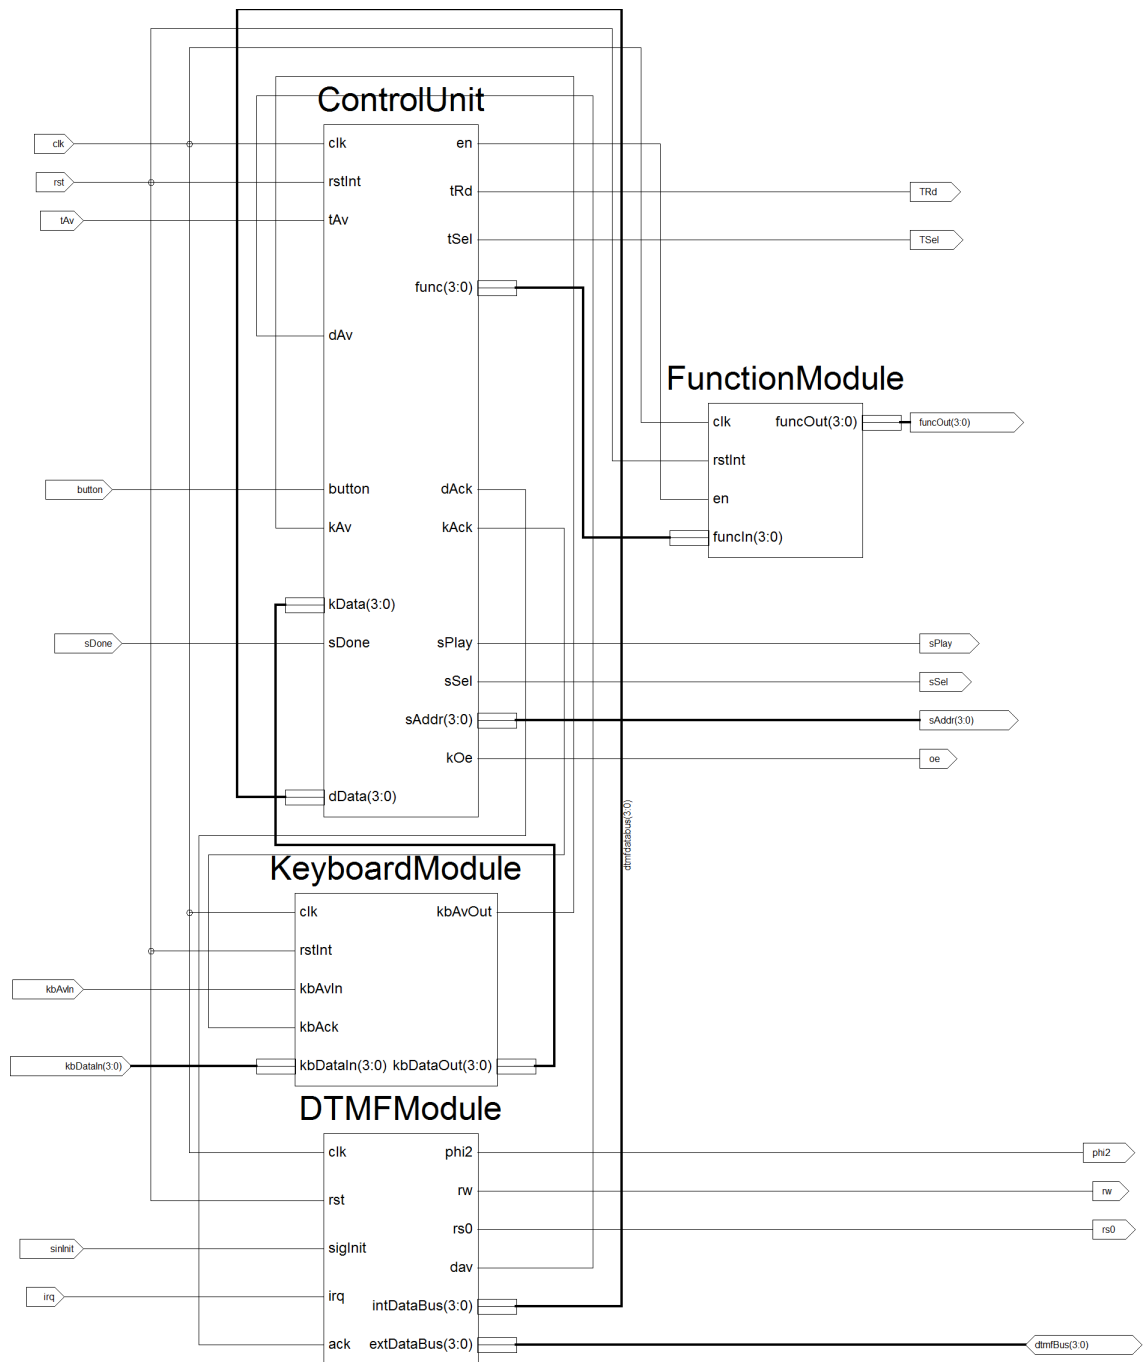 ControlUnit
clk
clk
en
rst
rstInt
tRd
TRd
tAv
tAv
tSel
TSel
func(3:0)
dAv
FunctionModule
clk
funcOut(3:0)
funcOut(3:0)
rstInt
en
funcIn(3:0)
button
button
dAck
kAv
kAck
kData(3:0)
sDone
sDone
sPlay
sPlay
sSel
sSel
sAddr(3:0)
sAddr(3:0)
kOe
oe
dData(3:0)
dtmfdatabus(3:0)
KeyboardModule
clk
kbAvOut
rstInt
kbAvIn
kbAvIn
kbAck
kbDataIn(3:0)
kbDataIn(3:0)
kbDataOut(3:0)
DTMFModule
clk
phi2
phi2
rst
rw
rw
sinInit
sigInit
rs0
rs0
dav
irq
irq
intDataBus(3:0)
ack
extDataBus(3:0)
dtmfBus(3:0)